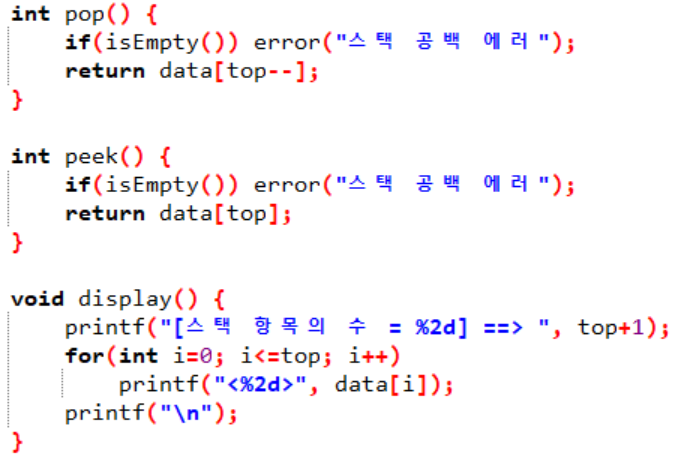 int pop() {
    if(isEmpty()) error("스택 공백 에러");
    return data[top--];
}

int peek() {
    if(isEmpty()) error("스택 공백 에러");
    return data[top];
}

void display() {
    printf("[스택 항목의 수 = %2d] ==> ", top+1);
    for(int i=0; i<=top; i++)
        printf("<%2d>", data[i]);
    printf("\n");
}